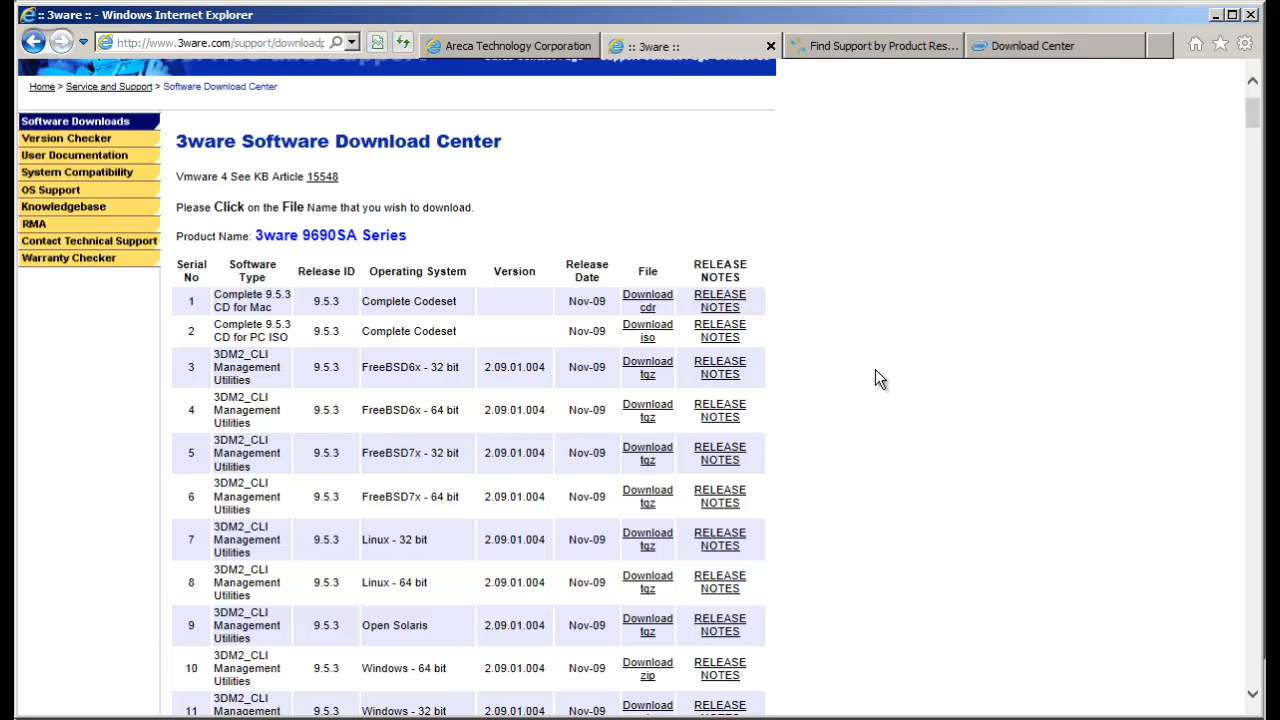 :: 3ware :: - Windows Internet Explorer
http://www.3ware.com/support/download
Areca Technology Corporation
:: 3ware ::
Find Support by Product Res...
Download Center
Home > Service and Support > Software Download Center
Software Downloads
Version Checker
User Documentation
System Compatibility
OS Support
Knowledgebase
RMA
Contact Technical Support
Warranty Checker
3ware Software Download Center
Vmware 4 See KB Article 15548
Please Click on the File Name that you wish to download.
Product Name: 3ware 9690SA Series
Serial No Software Type Release ID Operating System Version Release Date File RELEASE NOTES
1 Complete 9.5.3 CD for Mac 9.5.3 Complete Codeset Nov-09 Download cdr RELEASE NOTES
2 Complete 9.5.3 CD for PC ISO 9.5.3 Complete Codeset Nov-09 Download iso RELEASE NOTES
3 3DM2_CLI Management Utilities 9.5.3 FreeBSD6x - 32 bit 2.09.01.004 Nov-09 Download tgz RELEASE NOTES
4 3DM2_CLI Management Utilities 9.5.3 FreeBSD6x - 64 bit 2.09.01.004 Nov-09 Download tgz RELEASE NOTES
5 3DM2_CLI Management Utilities 9.5.3 FreeBSD7x - 32 bit 2.09.01.004 Nov-09 Download tgz RELEASE NOTES
6 3DM2_CLI Management Utilities 9.5.3 FreeBSD7x - 64 bit 2.09.01.004 Nov-09 Download tgz RELEASE NOTES
7 3DM2_CLI Management Utilities 9.5.3 Linux - 32 bit 2.09.01.004 Nov-09 Download tgz RELEASE NOTES
8 3DM2_CLI Management Utilities 9.5.3 Linux - 64 bit 2.09.01.004 Nov-09 Download tgz RELEASE NOTES
9 3DM2_CLI Management Utilities 9.5.3 Open Solaris 2.09.01.004 Nov-09 Download tgz RELEASE NOTES
10 3DM2_CLI Management Utilities 9.5.3 Windows - 64 bit 2.09.01.004 Nov-09 Download zip RELEASE NOTES
11 3DM2_CLI Management 9.5.3 Windows - 32 bit 2.09.01.004 Nov-09 Download RELEASE